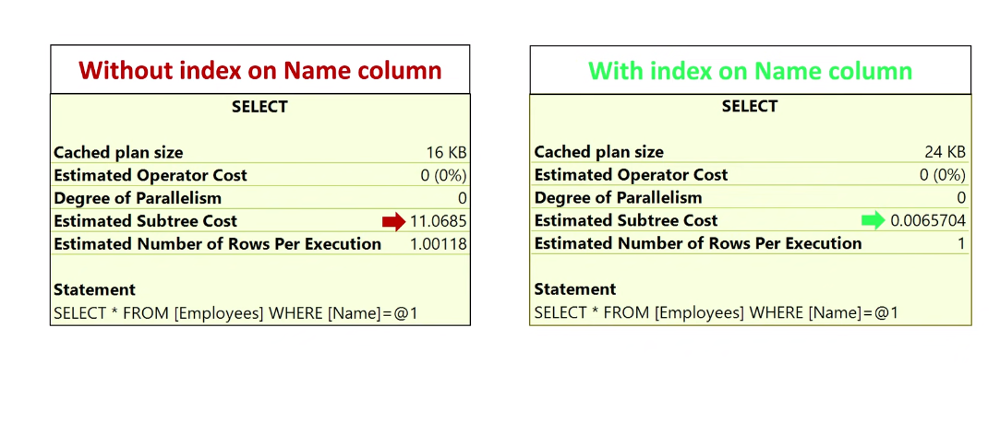 Without index on Name column
SELECT
Cached plan size 16 KB
Estimated Operator Cost 0 (0%)
Degree of Parallelism 0
Estimated Subtree Cost 11.0685
Estimated Number of Rows Per Execution 1.00118
Statement
SELECT * FROM [Employees] WHERE [Name]=@1
With index on Name column
SELECT
Cached plan size 24 KB
Estimated Operator Cost 0 (0%)
Degree of Parallelism 0
Estimated Subtree Cost 0.0065704
Estimated Number of Rows Per Execution 1
Statement
SELECT * FROM [Employees] WHERE [Name]=@1